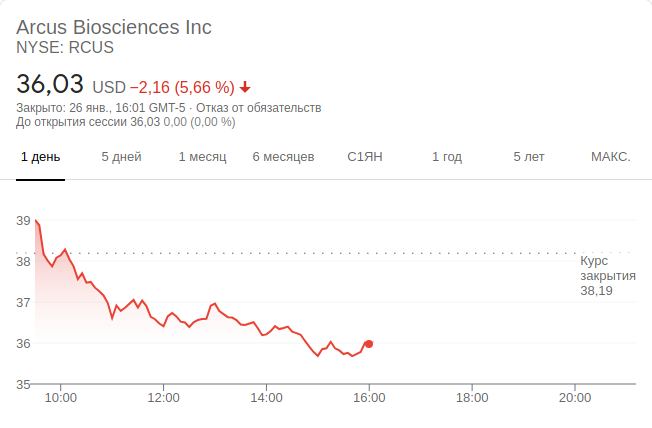 Arcus Biosciences Inc
NYSE: RCUS
36,03 USD −2,16 (5,66 %)
Закрыто: 26 янв., 16:01 GMT-5 · Отказ от обязательств
До открытия сессии 36,03 0,00 (0,00 %)
1 день 5 дней 1 месяц 6 месяцев С1ЯН 1 год 5 лет МАКС.
39
38
37
36
35
Курс
закрытия
38,19
10:00 12:00 14:00 16:00 18:00 20:00